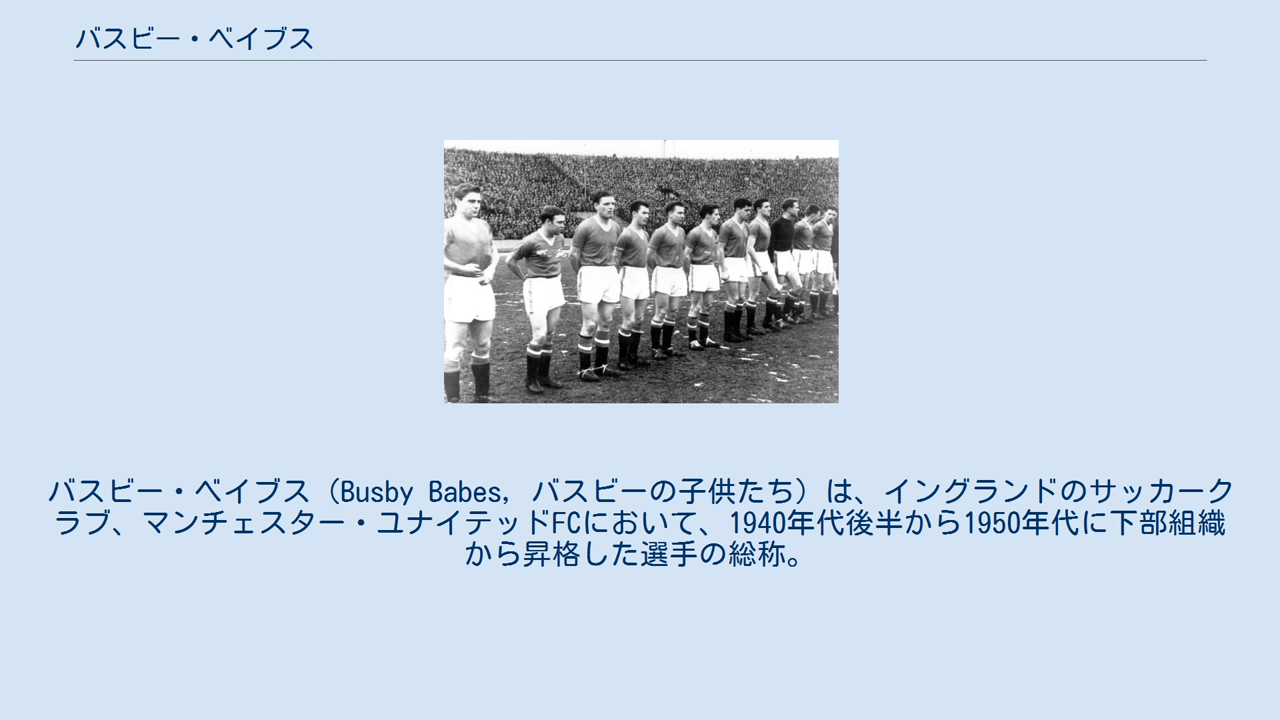 バスビー・ベイブス
バスビー・ベイブス（Busby Babes, バスビーの子供たち）は、イングランドのサッカーク
ラブ、マンチェスター・ユナイテッドFCにおいて、1940年代後半から1950年代に下部組織
から昇格した選手の総称。